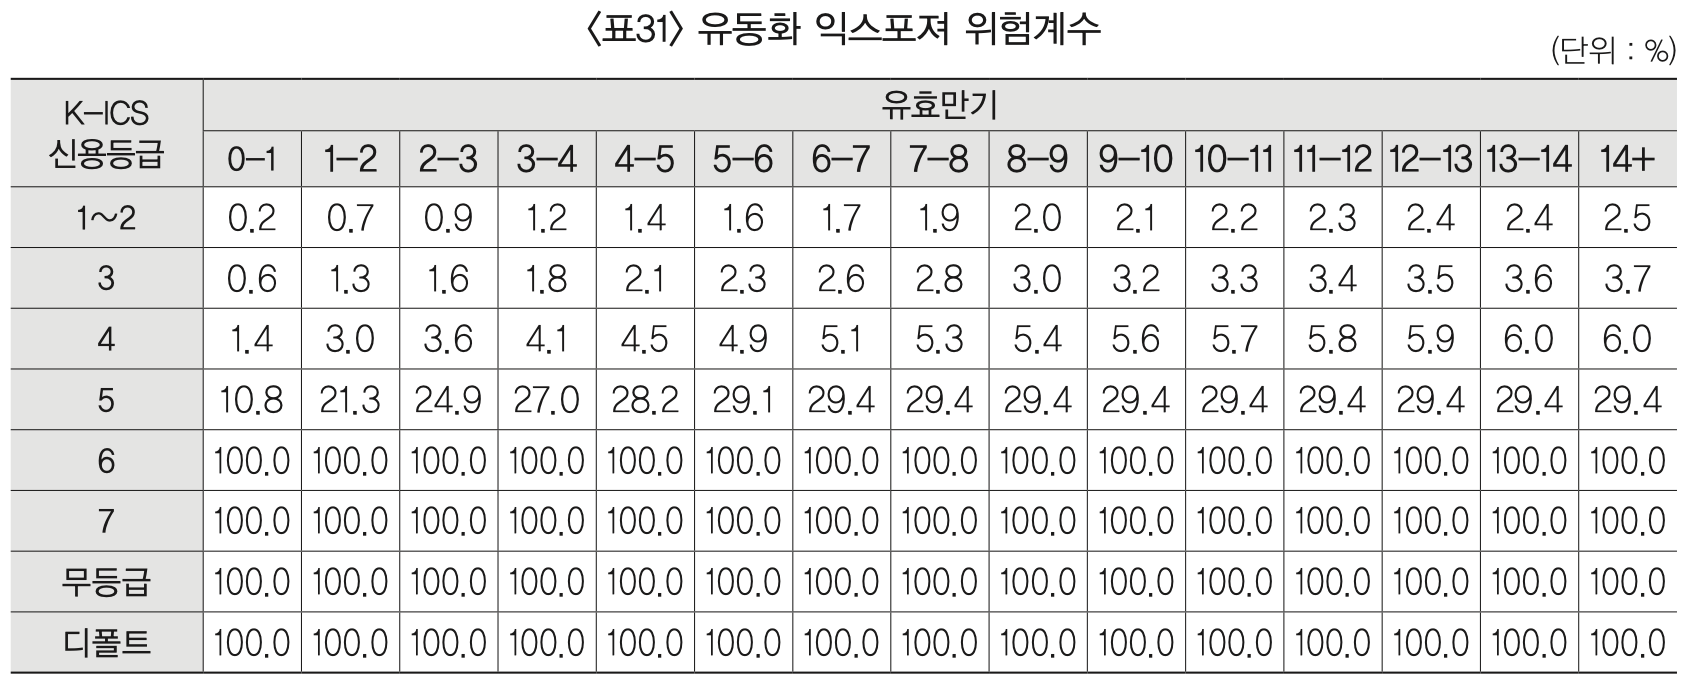 〈표31〉 유동화 익스포져 위험계수
(단위 : %)
K-ICS 신용등급 유효만기
0-1 1-2 2-3 3-4 4-5 5-6 6-7 7-8 8-9 9-10 10-11 11-12 12-13 13-14 14+
1~2 0.2 0.7 0.9 1.2 1.4 1.6 1.7 1.9 2.0 2.1 2.2 2.3 2.4 2.4 2.5
3 0.6 1.3 1.6 1.8 2.1 2.3 2.6 2.8 3.0 3.2 3.3 3.4 3.5 3.6 3.7
4 1.4 3.0 3.6 4.1 4.5 4.9 5.1 5.3 5.4 5.6 5.7 5.8 5.9 6.0 6.0
5 10.8 21.3 24.9 27.0 28.2 29.1 29.4 29.4 29.4 29.4 29.4 29.4 29.4 29.4 29.4
6 100.0 100.0 100.0 100.0 100.0 100.0 100.0 100.0 100.0 100.0 100.0 100.0 100.0 100.0 100.0
7 100.0 100.0 100.0 100.0 100.0 100.0 100.0 100.0 100.0 100.0 100.0 100.0 100.0 100.0 100.0
무등급 100.0 100.0 100.0 100.0 100.0 100.0 100.0 100.0 100.0 100.0 100.0 100.0 100.0 100.0 100.0
디폴트 100.0 100.0 100.0 100.0 100.0 100.0 100.0 100.0 100.0 100.0 100.0 100.0 100.0 100.0 100.0